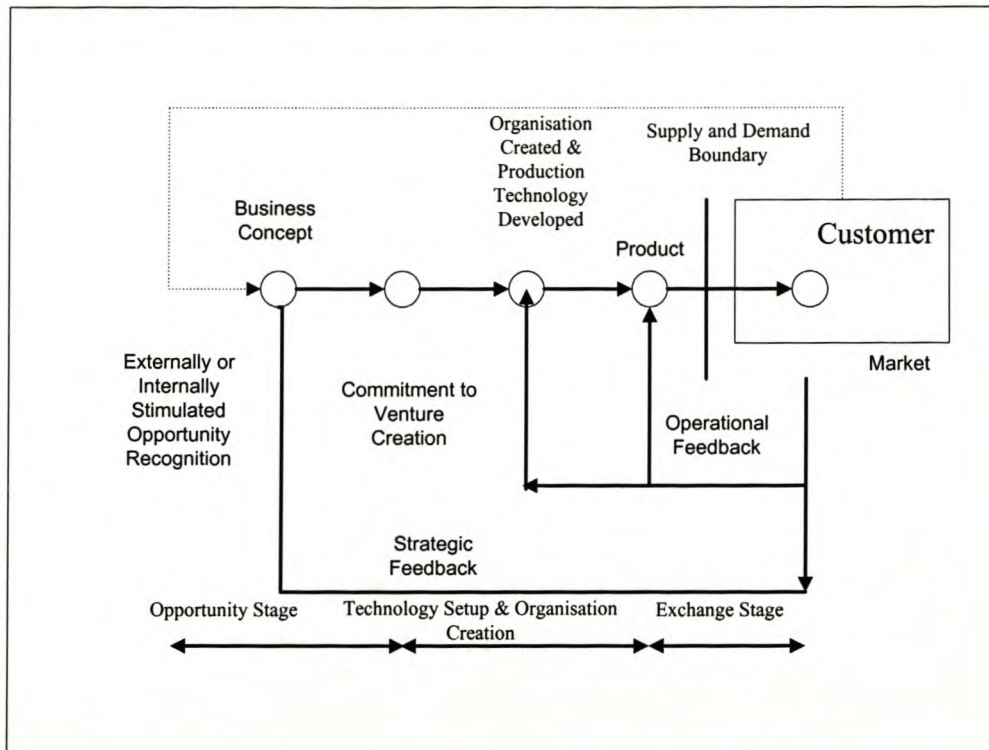 Organisation
Created &
Production
Technology
Developed
Supply and Demand
Boundary
Business
Concept
Product
Customer
Market
Externally or
Internally
Stimulated
Opportunity
Recognition
Commitment to
Venture
Creation
Operational
Feedback
Strategic
Feedback
Opportunity Stage
Technology Setup & Organisation
Creation
Exchange Stage